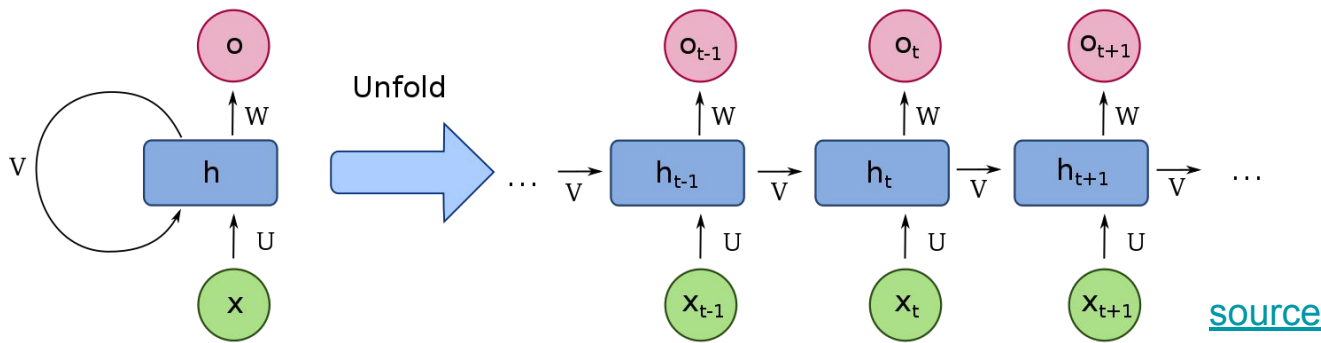 o
W
V
h
U
x
Unfold
... V V V V ...
o_{t-1} o_t o_{t+1}
W W W
h_{t-1} h_t h_{t+1}
U U U
x_{t-1} x_t x_{t+1}
source